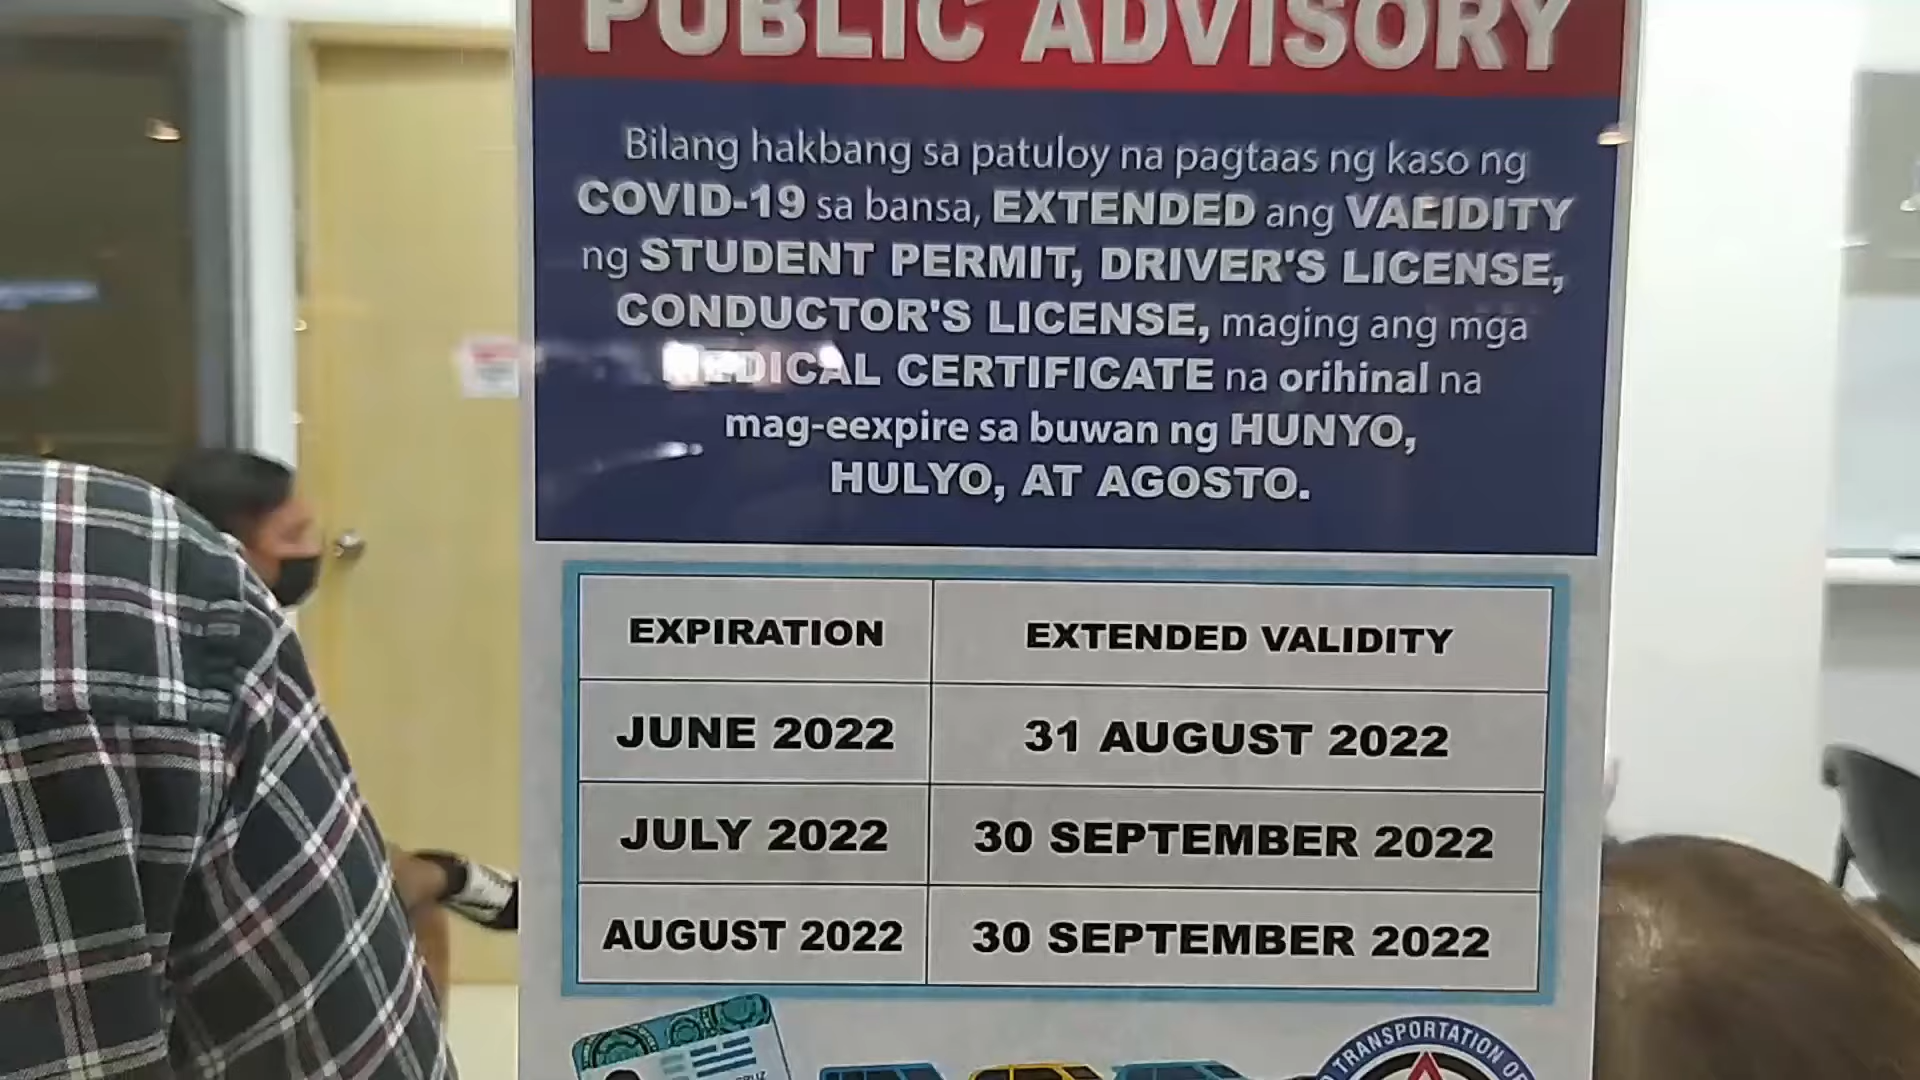 PUBLIC ADVISORY
Bilang hakbang sa patuloy na pagtaas ng kaso ng
COVID-19 sa bansa, EXTENDED ang VALIDITY
ng STUDENT PERMIT, DRIVER'S LICENSE,
CONDUCTOR'S LICENSE, maging ang mga
MEDICAL CERTIFICATE na orihinal na
mag-eexpire sa buwan ng HUNYO,
HULYO, AT AGOSTO.
EXPIRATION EXTENDED VALIDITY
JUNE 2022 31 AUGUST 2022
JULY 2022 30 SEPTEMBER 2022
AUGUST 2022 30 SEPTEMBER 2022
TRANSPORTATION